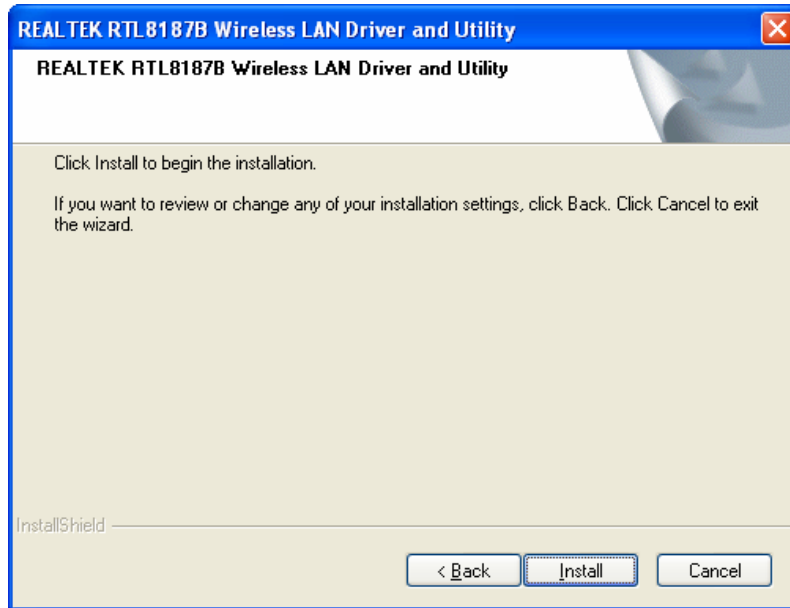 REALTEK RTL8187B Wireless LAN Driver and Utility
REALTEK RTL8187B Wireless LAN Driver and Utility
Click Install to begin the installation.
If you want to review or change any of your installation settings, click Back. Click Cancel to exit
the wizard.
InstallShield
< Back Install Cancel